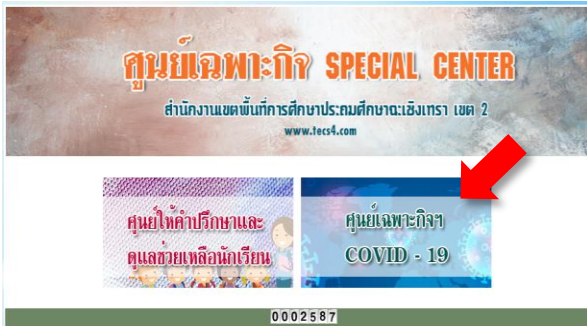 ศูนย์เฉพาะกิจ SPECIAL CENTER
สำนักงานเขตพื้นที่การศึกษาประถมศึกษาฉะเชิงเทรา เขต 2
www.tecs4.com
ศูนย์ให้คำปรึกษาและ
ดูแลช่วยเหลือนักเรียน
ศูนย์เฉพาะกิจฯ
COVID - 19
0002587